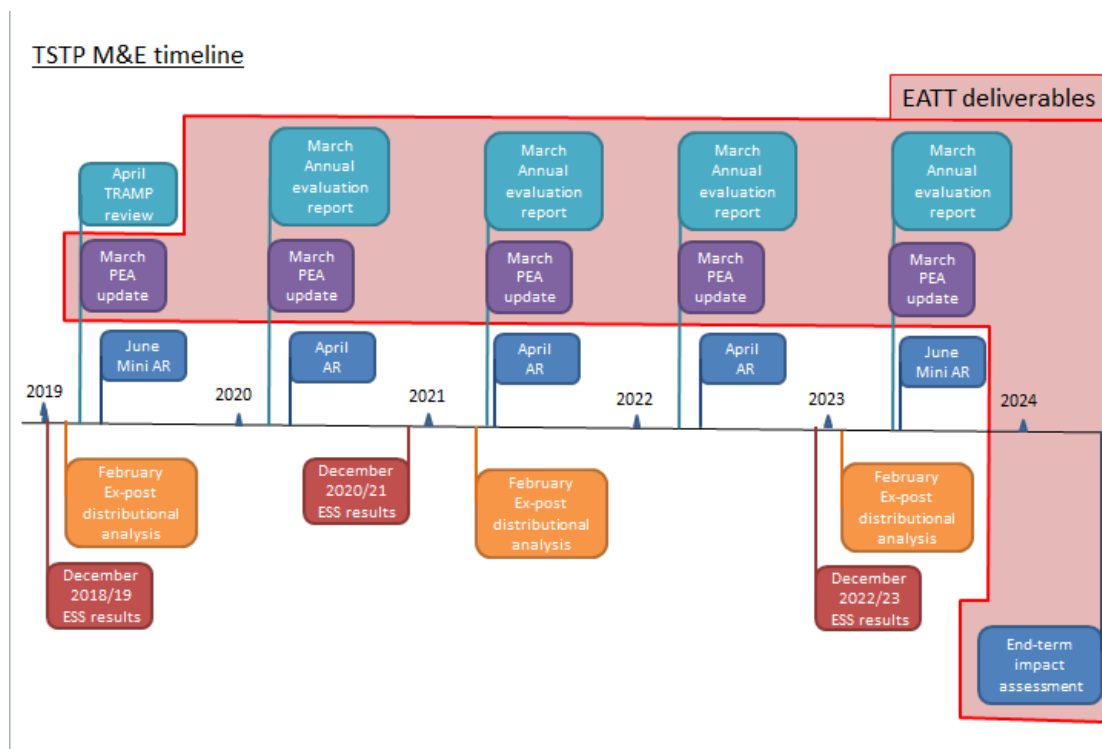 TSTP M&E timeline
EATT deliverables
April
TRAMP
review
March
Annual
evaluation
report
March
Annual
evaluation
report
March
Annual
evaluation
report
March
Annual
evaluation
report
March
PEA
update
March
PEA
update
March
PEA
update
March
PEA
update
March
PEA
update
June
Mini AR
April
AR
April
AR
April
AR
June
Mini AR
2019
2020
2021
2022
2023
2024
February
Ex-post
distributional
analysis
December
2020/21
ESS results
February
Ex-post
distributional
analysis
February
Ex-post
distributional
analysis
December
2018/19
ESS results
December
2022/23
ESS results
End-term
impact
assessment